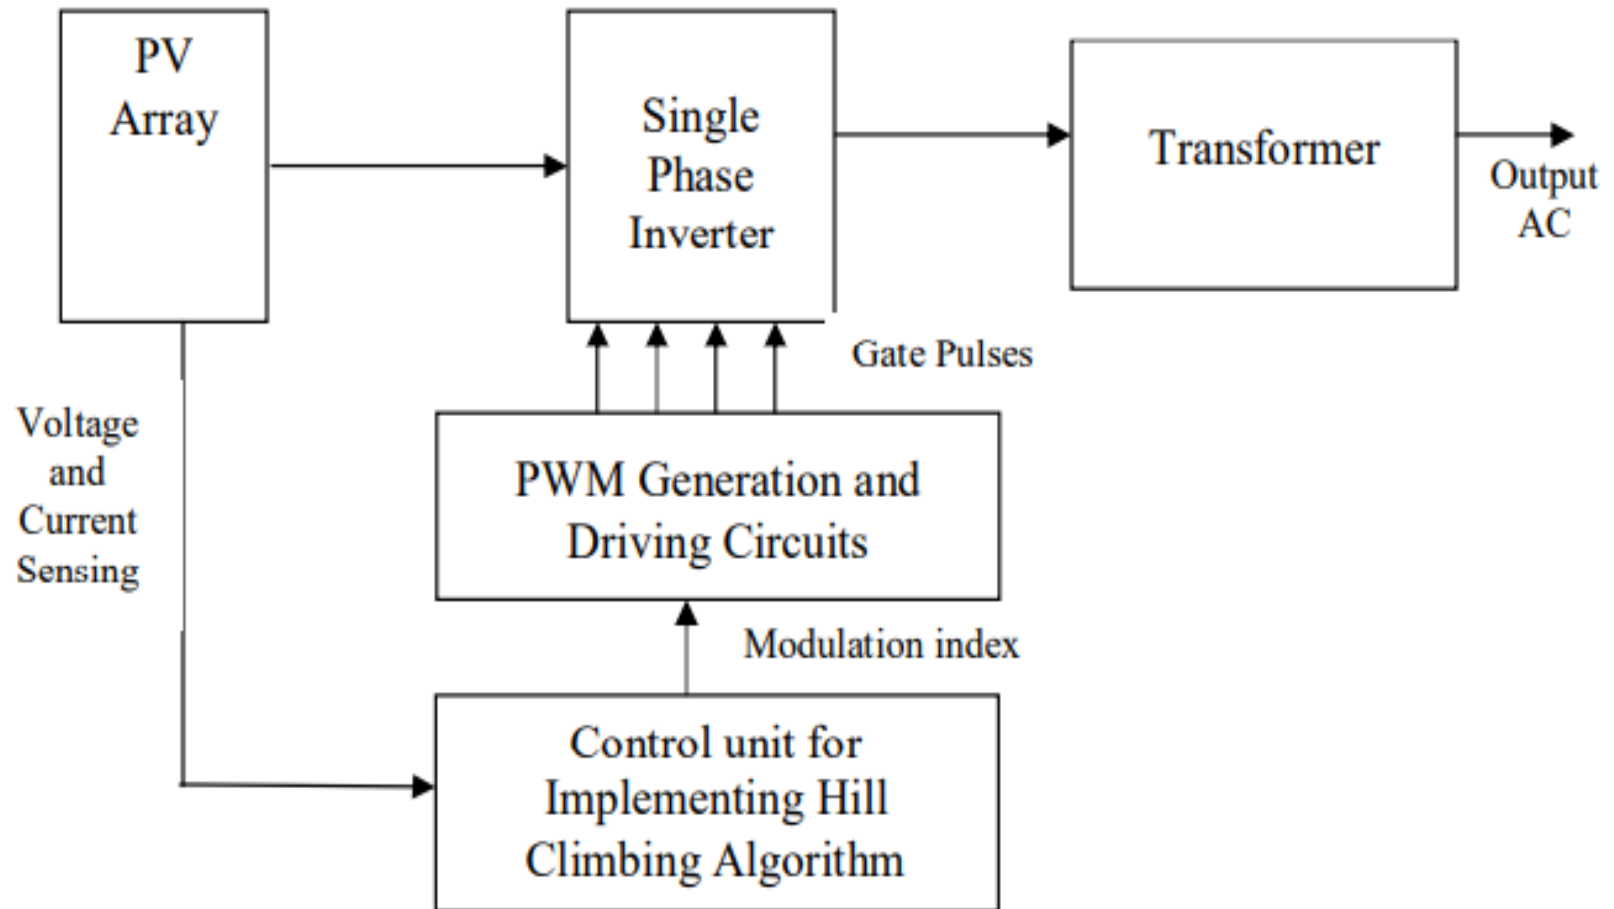 PV
Array
Single
Phase
Inverter
Transformer
Output
AC
Gate Pulses
Voltage
and
Current
Sensing
PWM Generation and
Driving Circuits
Modulation index
Control unit for
Implementing Hill
Climbing Algorithm